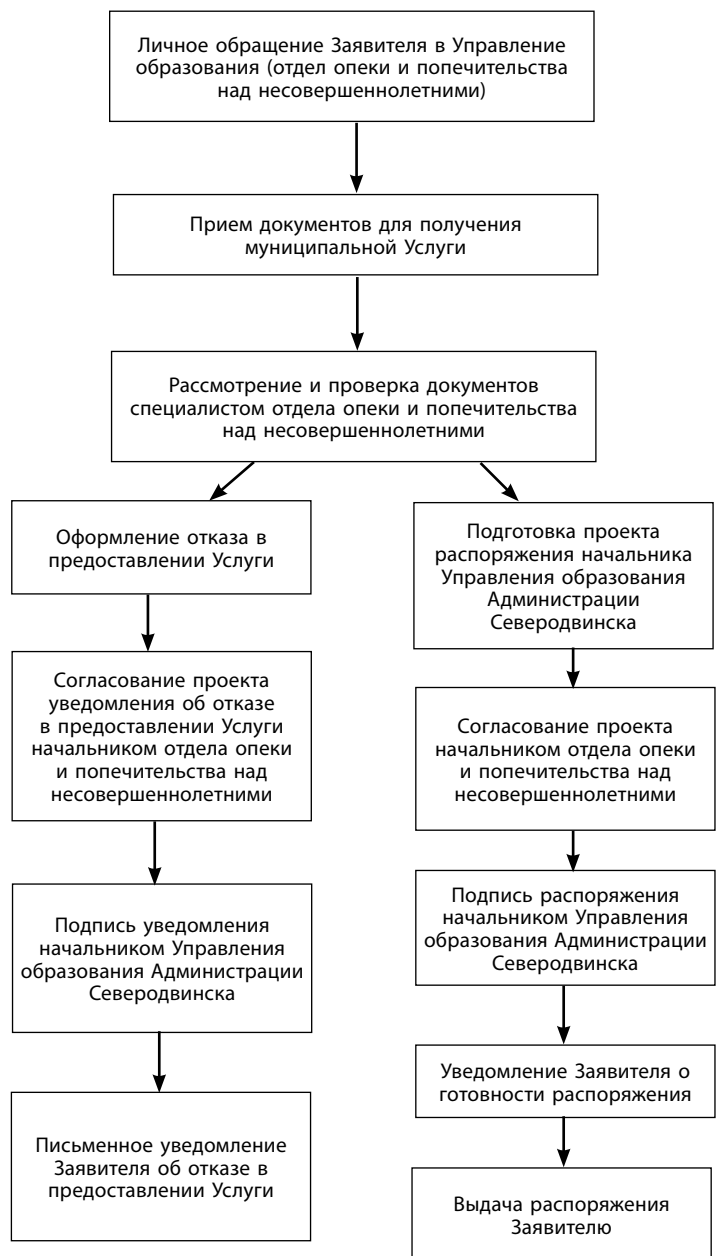 Личное обращение Заявителя в Управление
образования (отдел опеки и попечительства
над несовершеннолетними)
Прием документов для получения
муниципальной Услуги
Рассмотрение и проверка документов
специалистом отдела опеки и попечительства
над несовершеннолетними
Оформление отказа в
предоставлении Услуги
Согласование проекта
уведомления об отказе
в предоставлении Услуги
начальником отдела опеки
и попечительства над
несовершеннолетними
Подпись уведомления
начальником Управления
образования Администрации
Северодвинска
Письменное уведомление
Заявителя об отказе в
предоставлении Услуги
Подготовка проекта
распоряжения начальника
Управления образования
Администрации
Северодвинска
Согласование проекта
начальником отдела опеки
и попечительства над
несовершеннолетними
Подпись распоряжения
начальником Управления
образования Администрации
Северодвинска
Уведомление Заявителя о
готовности распоряжения
Выдача распоряжения
Заявителю